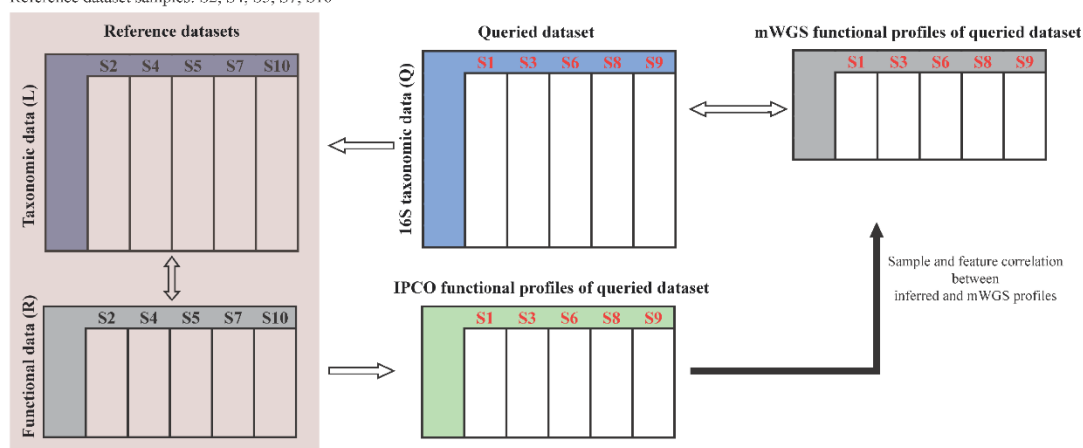 Reference dataset samples: S2, S4, S5, S7, S10
Reference datasets
Taxonomic data (L)
S2 S4 S5 S7 S10
Functional data (R)
S2 S4 S5 S7 S10
Queried dataset
16S taxonomic data (Q)
S1 S3 S6 S8 S9
IPCO functional profiles of queried dataset
S1 S3 S6 S8 S9
mWGS functional profiles of queried dataset
S1 S3 S6 S8 S9
Sample and feature correlation
between
inferred and mWGS profiles